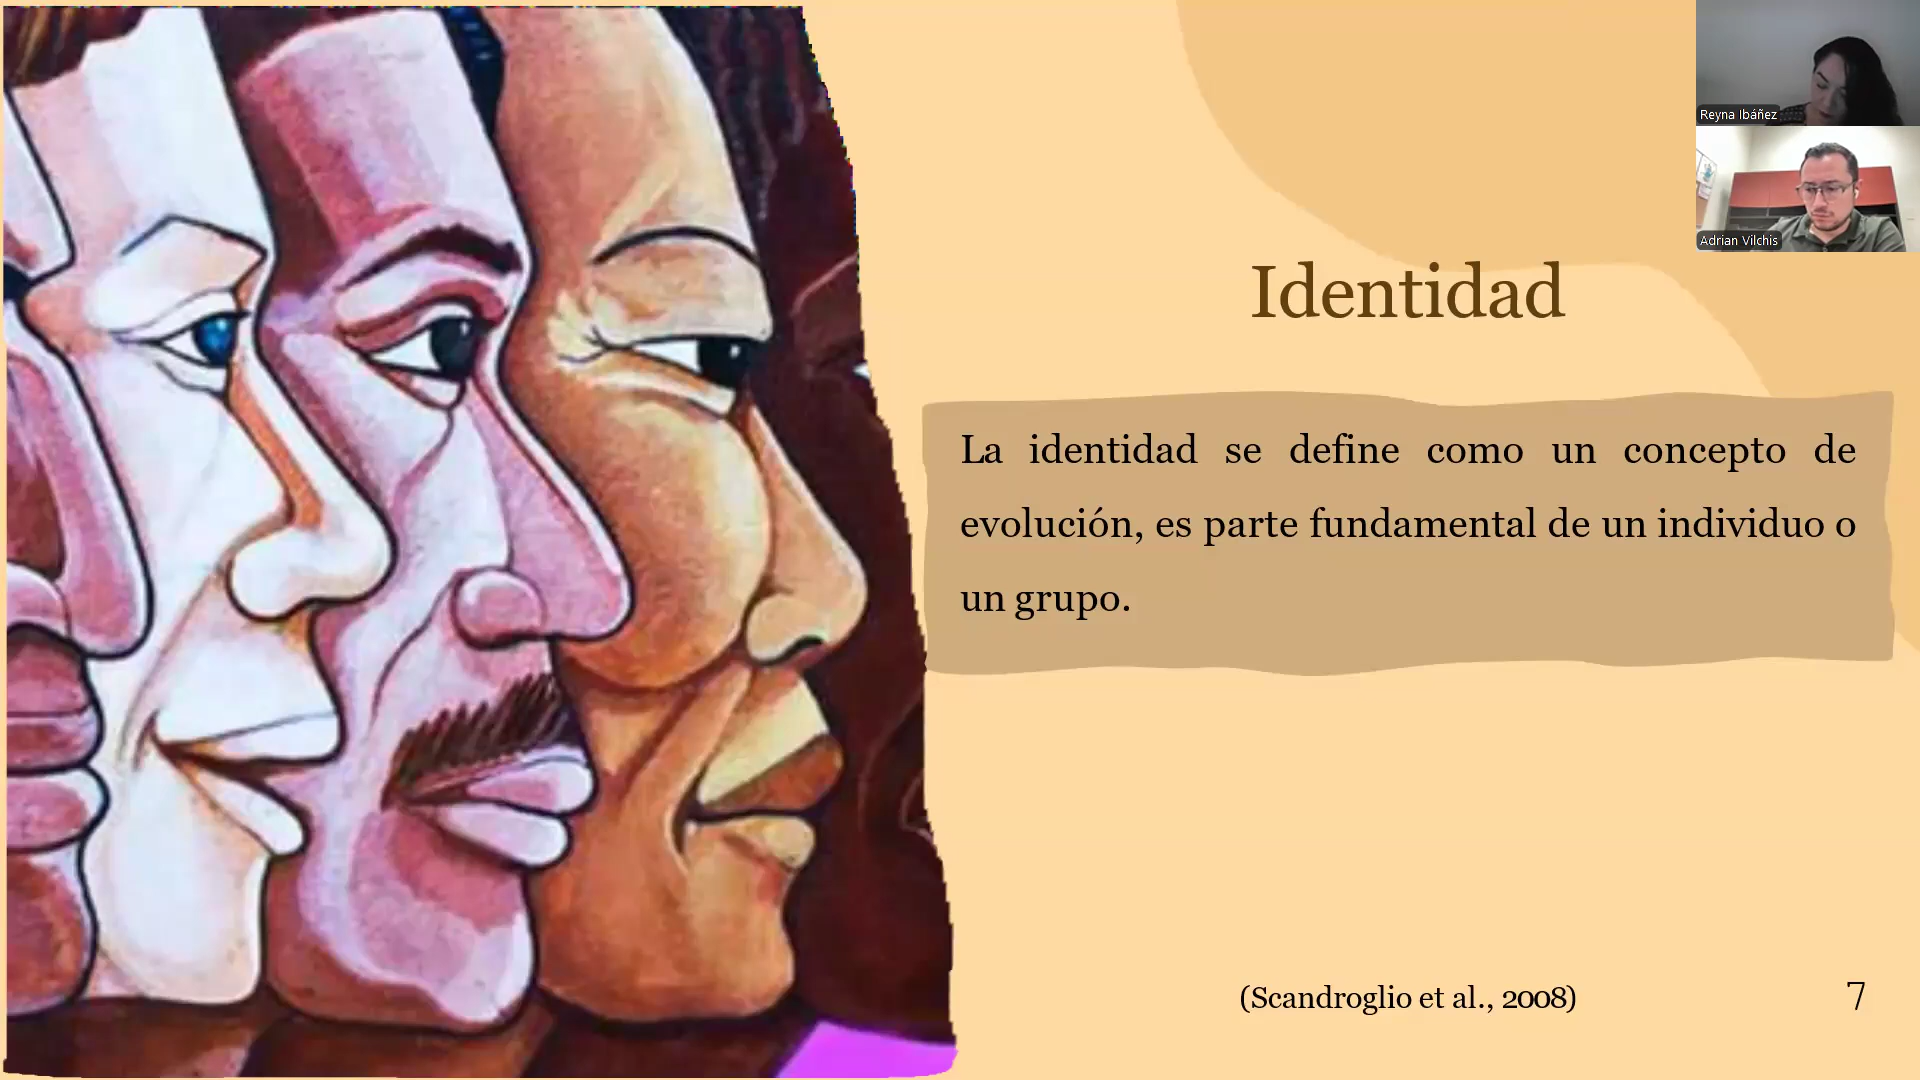 Reyna Ibáñez
Adrian Vilchis
Identidad
La identidad se define como un concepto de
evolución, es parte fundamental de un individuo o
un grupo.
(Scandroglio et al., 2008)
7